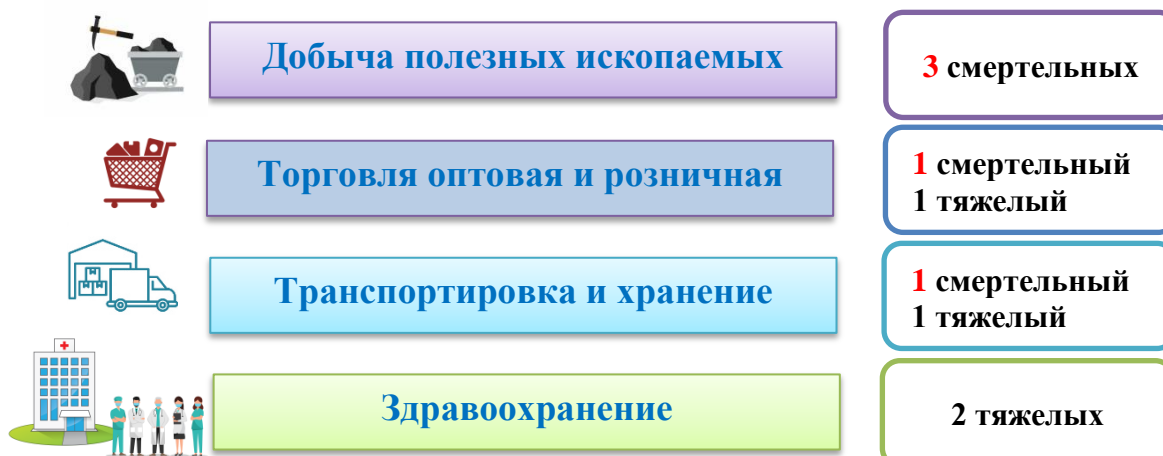 Добыча полезных ископаемых
3 смертельных
Торговля оптовая и розничная
1 смертельный
1 тяжелый
Транспортировка и хранение
1 смертельный
1 тяжелый
Здравоохранение
2 тяжелых